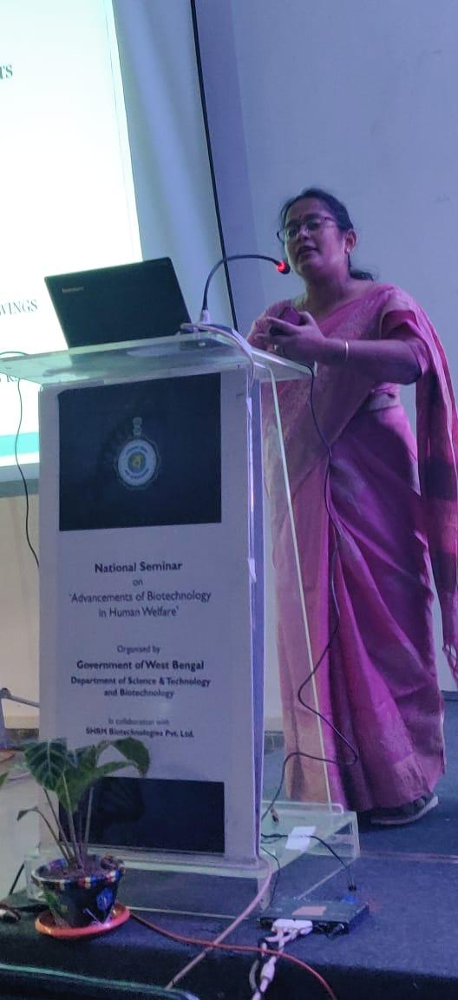 WINGS
National Seminar
on
'Advancements of Biotechnology
in Human Welfare'
Organised by
Government of West Bengal
Department of Science & Technology
and Biotechnology
In collaboration with
SHRM Biotechnologies Pvt. Ltd.